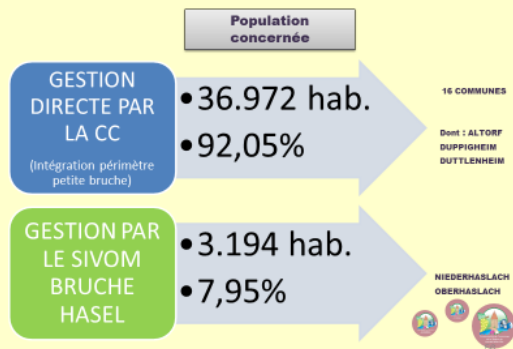 Population
concernée
GESTION
DIRECTE PAR
LA CC
(Intégration périmètre
petite bruche)
•36.972 hab.
•92,05%
16 COMMUNES
Dont : ALTORF
DUPPIGHEIM
DUTTLENHEIM
GESTION PAR
LE SIVOM
BRUCHE
HASEL
•3.194 hab.
•7,95%
NIEDERHASLACH
OBERHASLACH